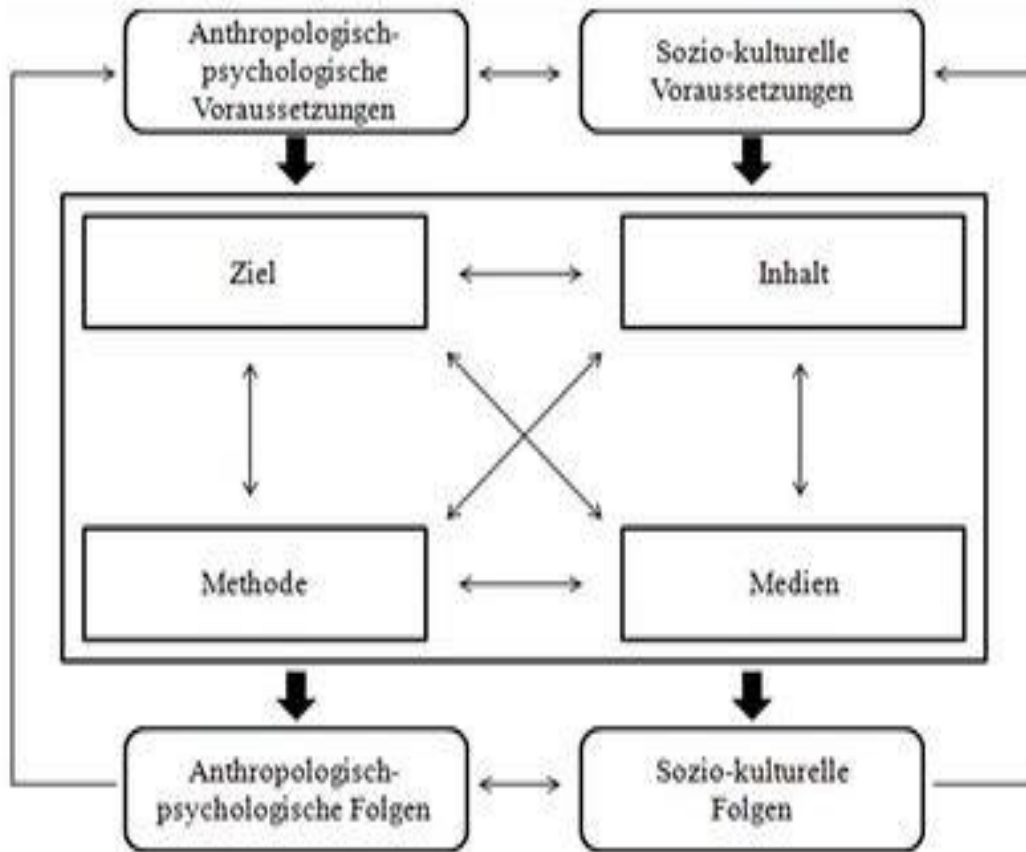 Anthropologisch-
psychologische
Voraussetzungen
Sozio-kulturelle
Voraussetzungen
Ziel
Inhalt
Methode
Medien
Anthropologisch-
psychologische Folgen
Sozio-kulturelle
Folgen